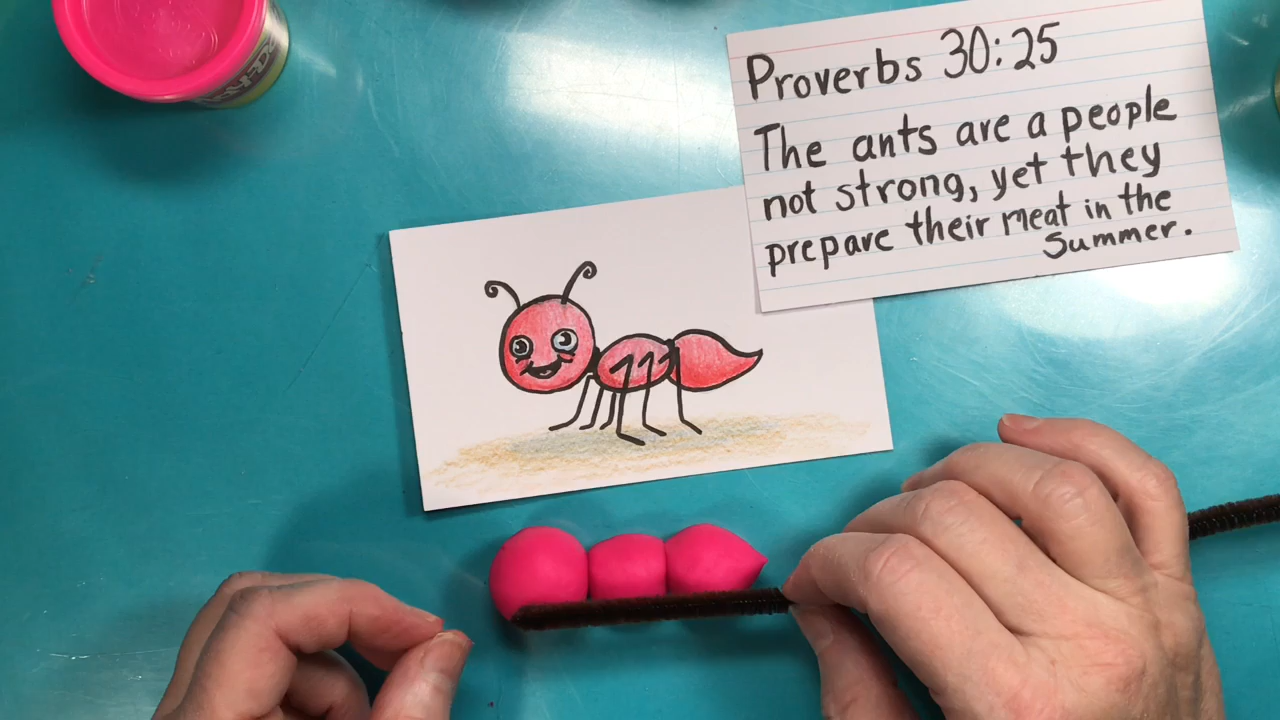 Proverbs 30:25
The ants are a people
not strong, yet they
prepare their meat in the
Summer.